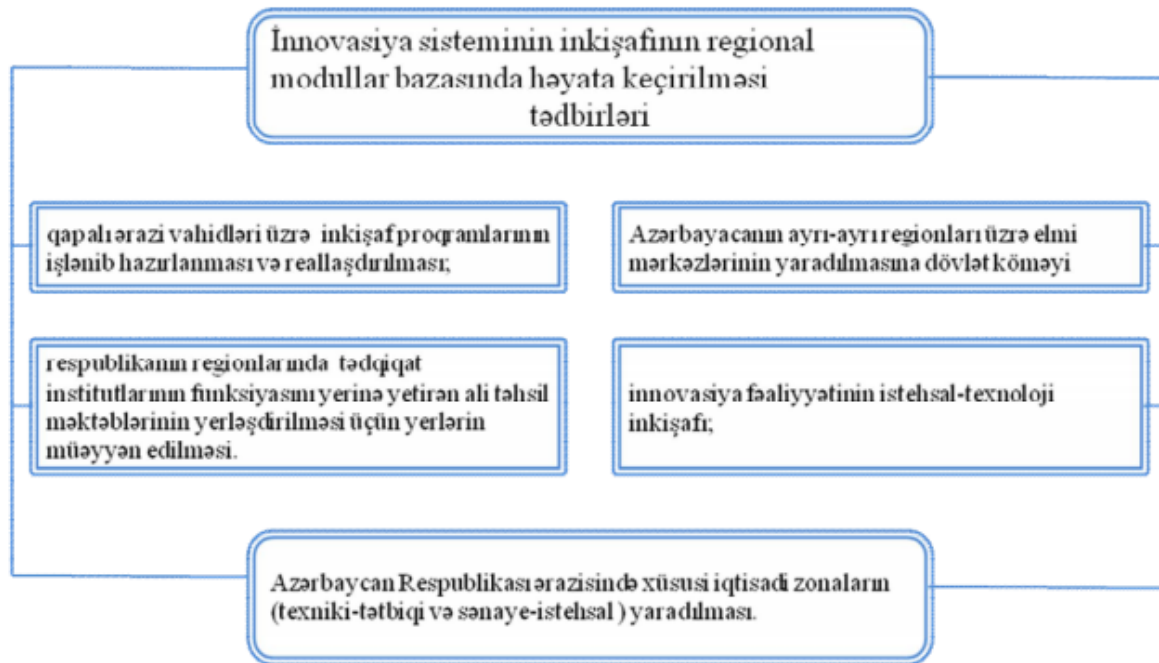 İnnovasiya sisteminin inkişafının regional
modullar bazasında həyata keçirilməsi
tədbirləri
qapalı ərazi vahidləri üzrə inkişaf proqramlarının
işlənib hazırlanması və reallaşdırılması;
Azərbayacanın ayrı-ayrı regionları üzrə elmi
mərkəzlərinin yaradılmasına dövlət köməyi
respublikanın regionlarında tədqiqat
institutlarının funksiyasını yerinə yetirən ali təhsil
məktəblərinin yerləşdirilməsi üçün yerlərin
müəyyən edilməsi.
innovasiya fəaliyyətinin istehsal-texnoloji
inkişafı;
Azərbaycan Respublikası ərazisində xüsusi iqtisadi zonaların
(texniki-tətbiqi və sənaye-istehsal ) yaradılması.